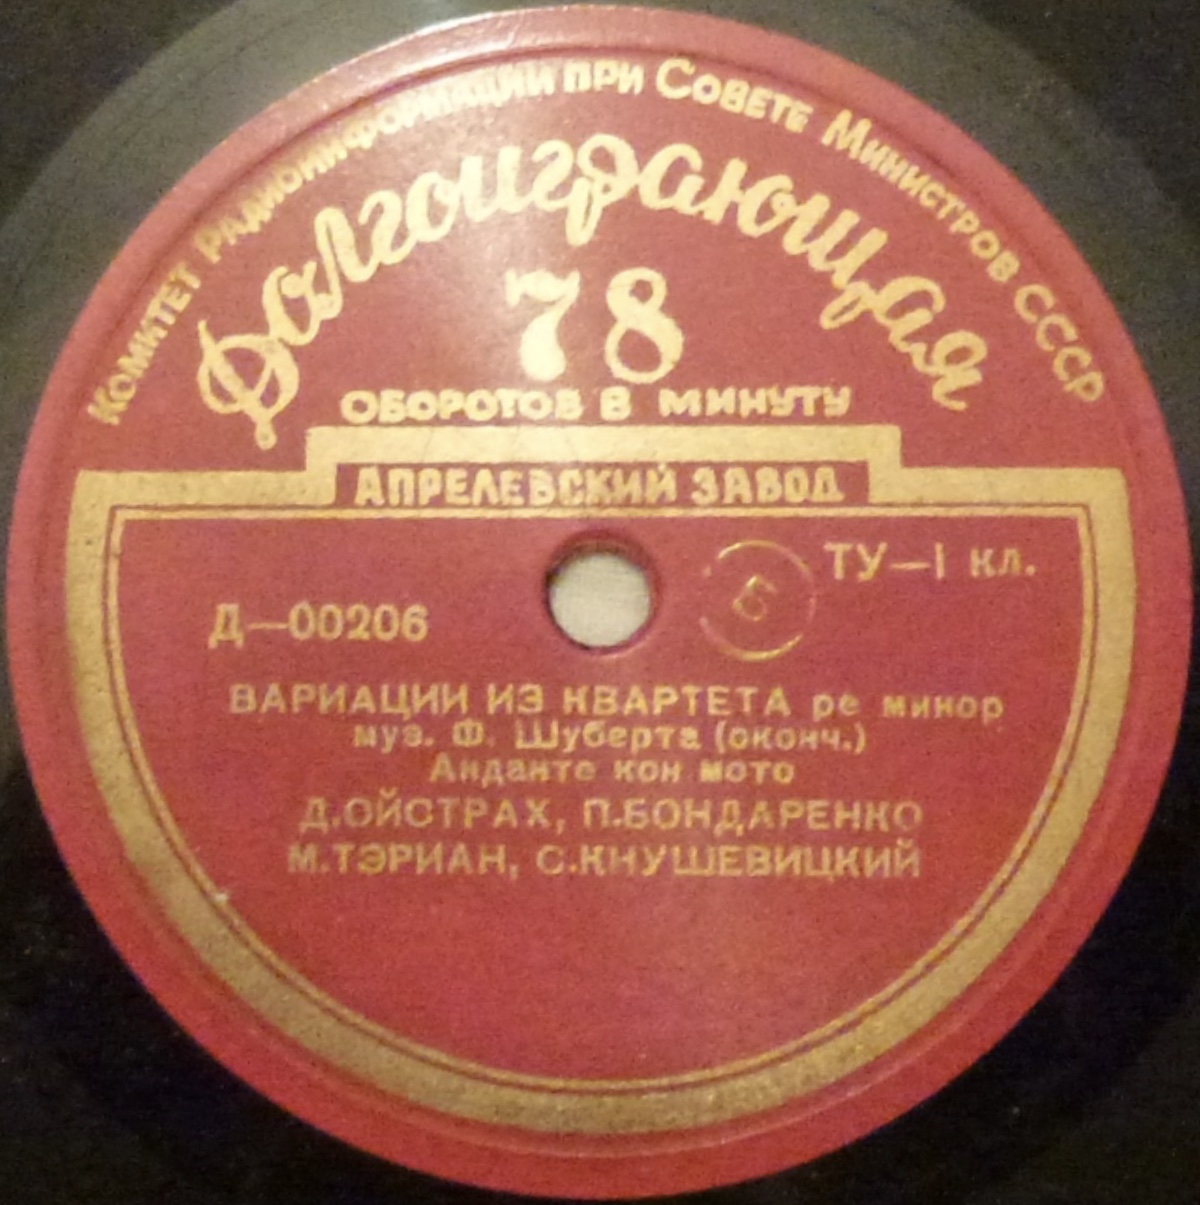 Комитет Радиоинформации при Совете Министров СССР
Долгоиграющая
78
ОБОРОТОВ В МИНУТУ
АПРЕЛЕВСКИЙ ЗАВОД
ТУ—I кл.
Б
Д—00206
ВАРИАЦИИ ИЗ КВАРТЕТА ре минор
муз. Ф. Шуберта (оконч.)
Анданте кон мото
Д.ОЙСТРАХ, П.БОНДАРЕНКО
М.ТЭРИАН, С.КНУШЕВИЦКИЙ